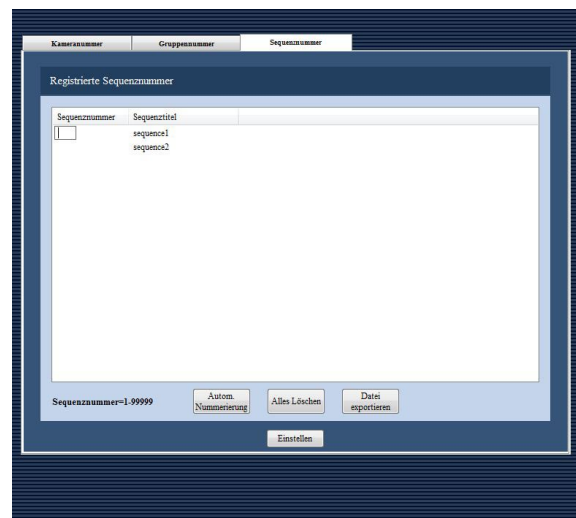 Kameranummer
Gruppennummer
Sequenznummer
Registrierte Sequenznummer
Sequenznummer Sequenztitel
sequence1
sequence2
Sequenznummer=1-99999
Autom.
Nummerierung
Alles Löschen
Datei
exportieren
Einstellen